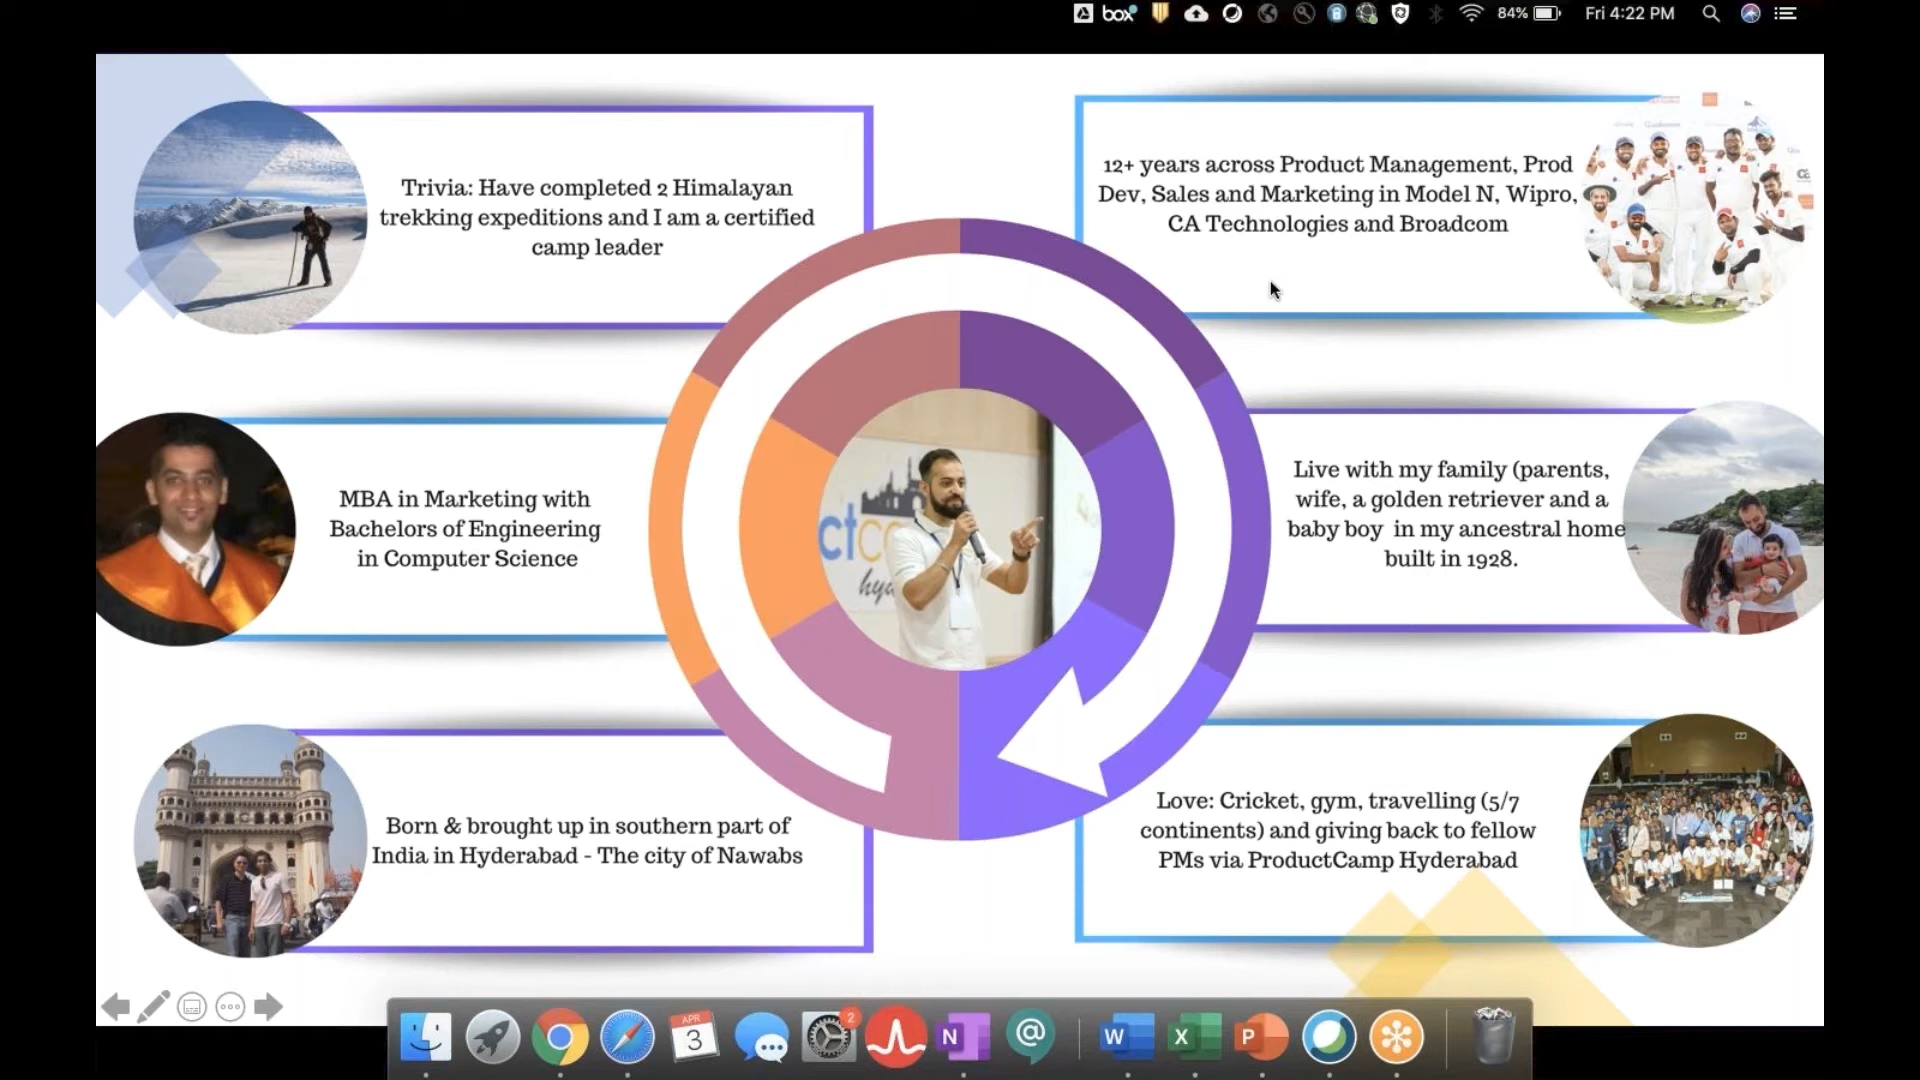 box
84%
Fri 4:22 PM
Trivia: Have completed 2 Himalayan
trekking expeditions and I am a certified
camp leader
12+ years across Product Management, Prod
Dev, Sales and Marketing in Model N, Wipro,
CA Technologies and Broadcom
MBA in Marketing with
Bachelors of Engineering
in Computer Science
Live with my family (parents,
wife, a golden retriever and a
baby boy in my ancestral home
built in 1928.
Born & brought up in southern part of
India in Hyderabad - The city of Nawabs
Love: Cricket, gym, travelling (5/7
continents) and giving back to fellow
PMs via ProductCamp Hyderabad
APR
3
2
N
@
W
X
P